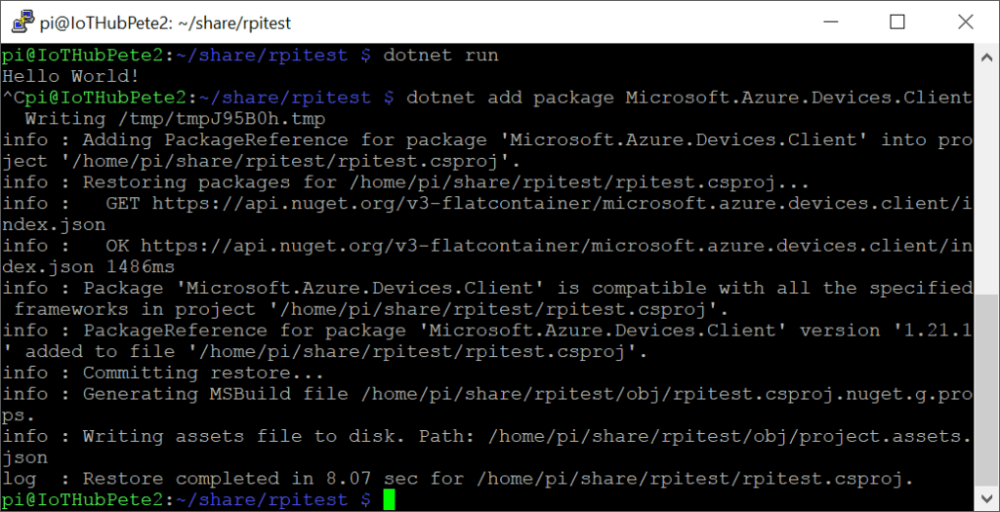 pi@IoTHubPete2: ~/share/rpitest
pi@IoTHubPete2:~/share/rpitest $ dotnet run
Hello World!
^Cpi@IoTHubPete2:~/share/rpitest $ dotnet add package Microsoft.Azure.Devices.Client
  Writing /tmp/tmpJ95B0h.tmp
info : Adding PackageReference for package 'Microsoft.Azure.Devices.Client' into pro
ject '/home/pi/share/rpitest/rpitest.csproj'.
info : Restoring packages for /home/pi/share/rpitest/rpitest.csproj...
info :   GET https://api.nuget.org/v3-flatcontainer/microsoft.azure.devices.client/i
ndex.json
info :   OK https://api.nuget.org/v3-flatcontainer/microsoft.azure.devices.client/in
dex.json 1486ms
info : Package 'Microsoft.Azure.Devices.Client' is compatible with all the specified
 frameworks in project '/home/pi/share/rpitest/rpitest.csproj'.
info : PackageReference for package 'Microsoft.Azure.Devices.Client' version '1.21.1
' added to file '/home/pi/share/rpitest/rpitest.csproj'.
info : Committing restore...
info : Generating MSBuild file /home/pi/share/rpitest/obj/rpitest.csproj.nuget.g.pro
ps.
info : Writing assets file to disk. Path: /home/pi/share/rpitest/obj/project.assets.
json
log  : Restore completed in 8.07 sec for /home/pi/share/rpitest/rpitest.csproj.
pi@IoTHubPete2:~/share/rpitest $